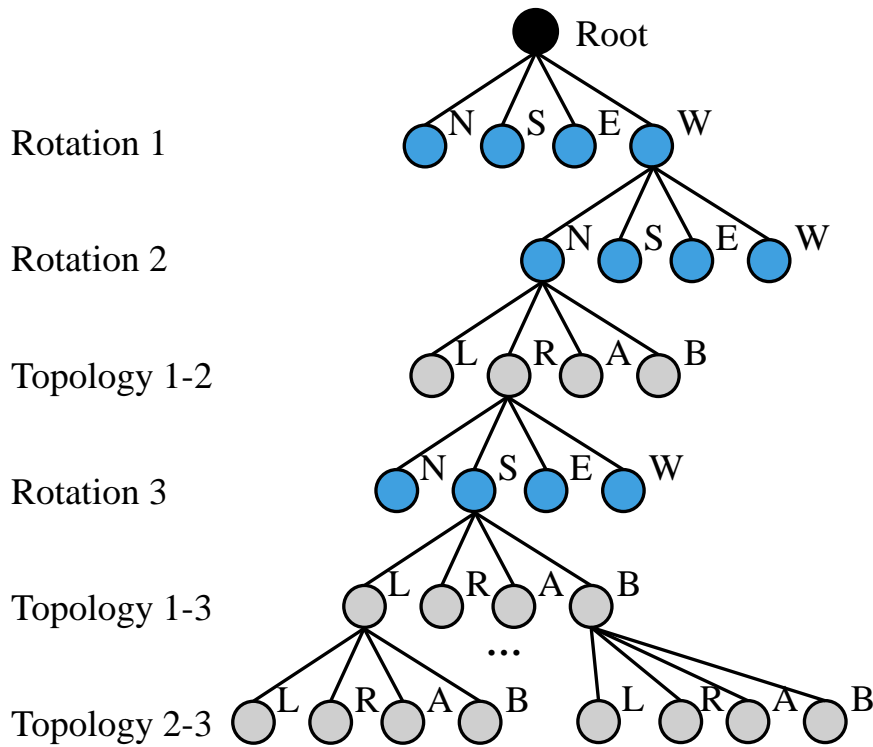 Root
Rotation 1 N S E W
Rotation 2 N S E W
Topology 1-2 L R A B
Rotation 3 N S E W
Topology 1-3 L R A B
...
Topology 2-3 L R A B L R A B